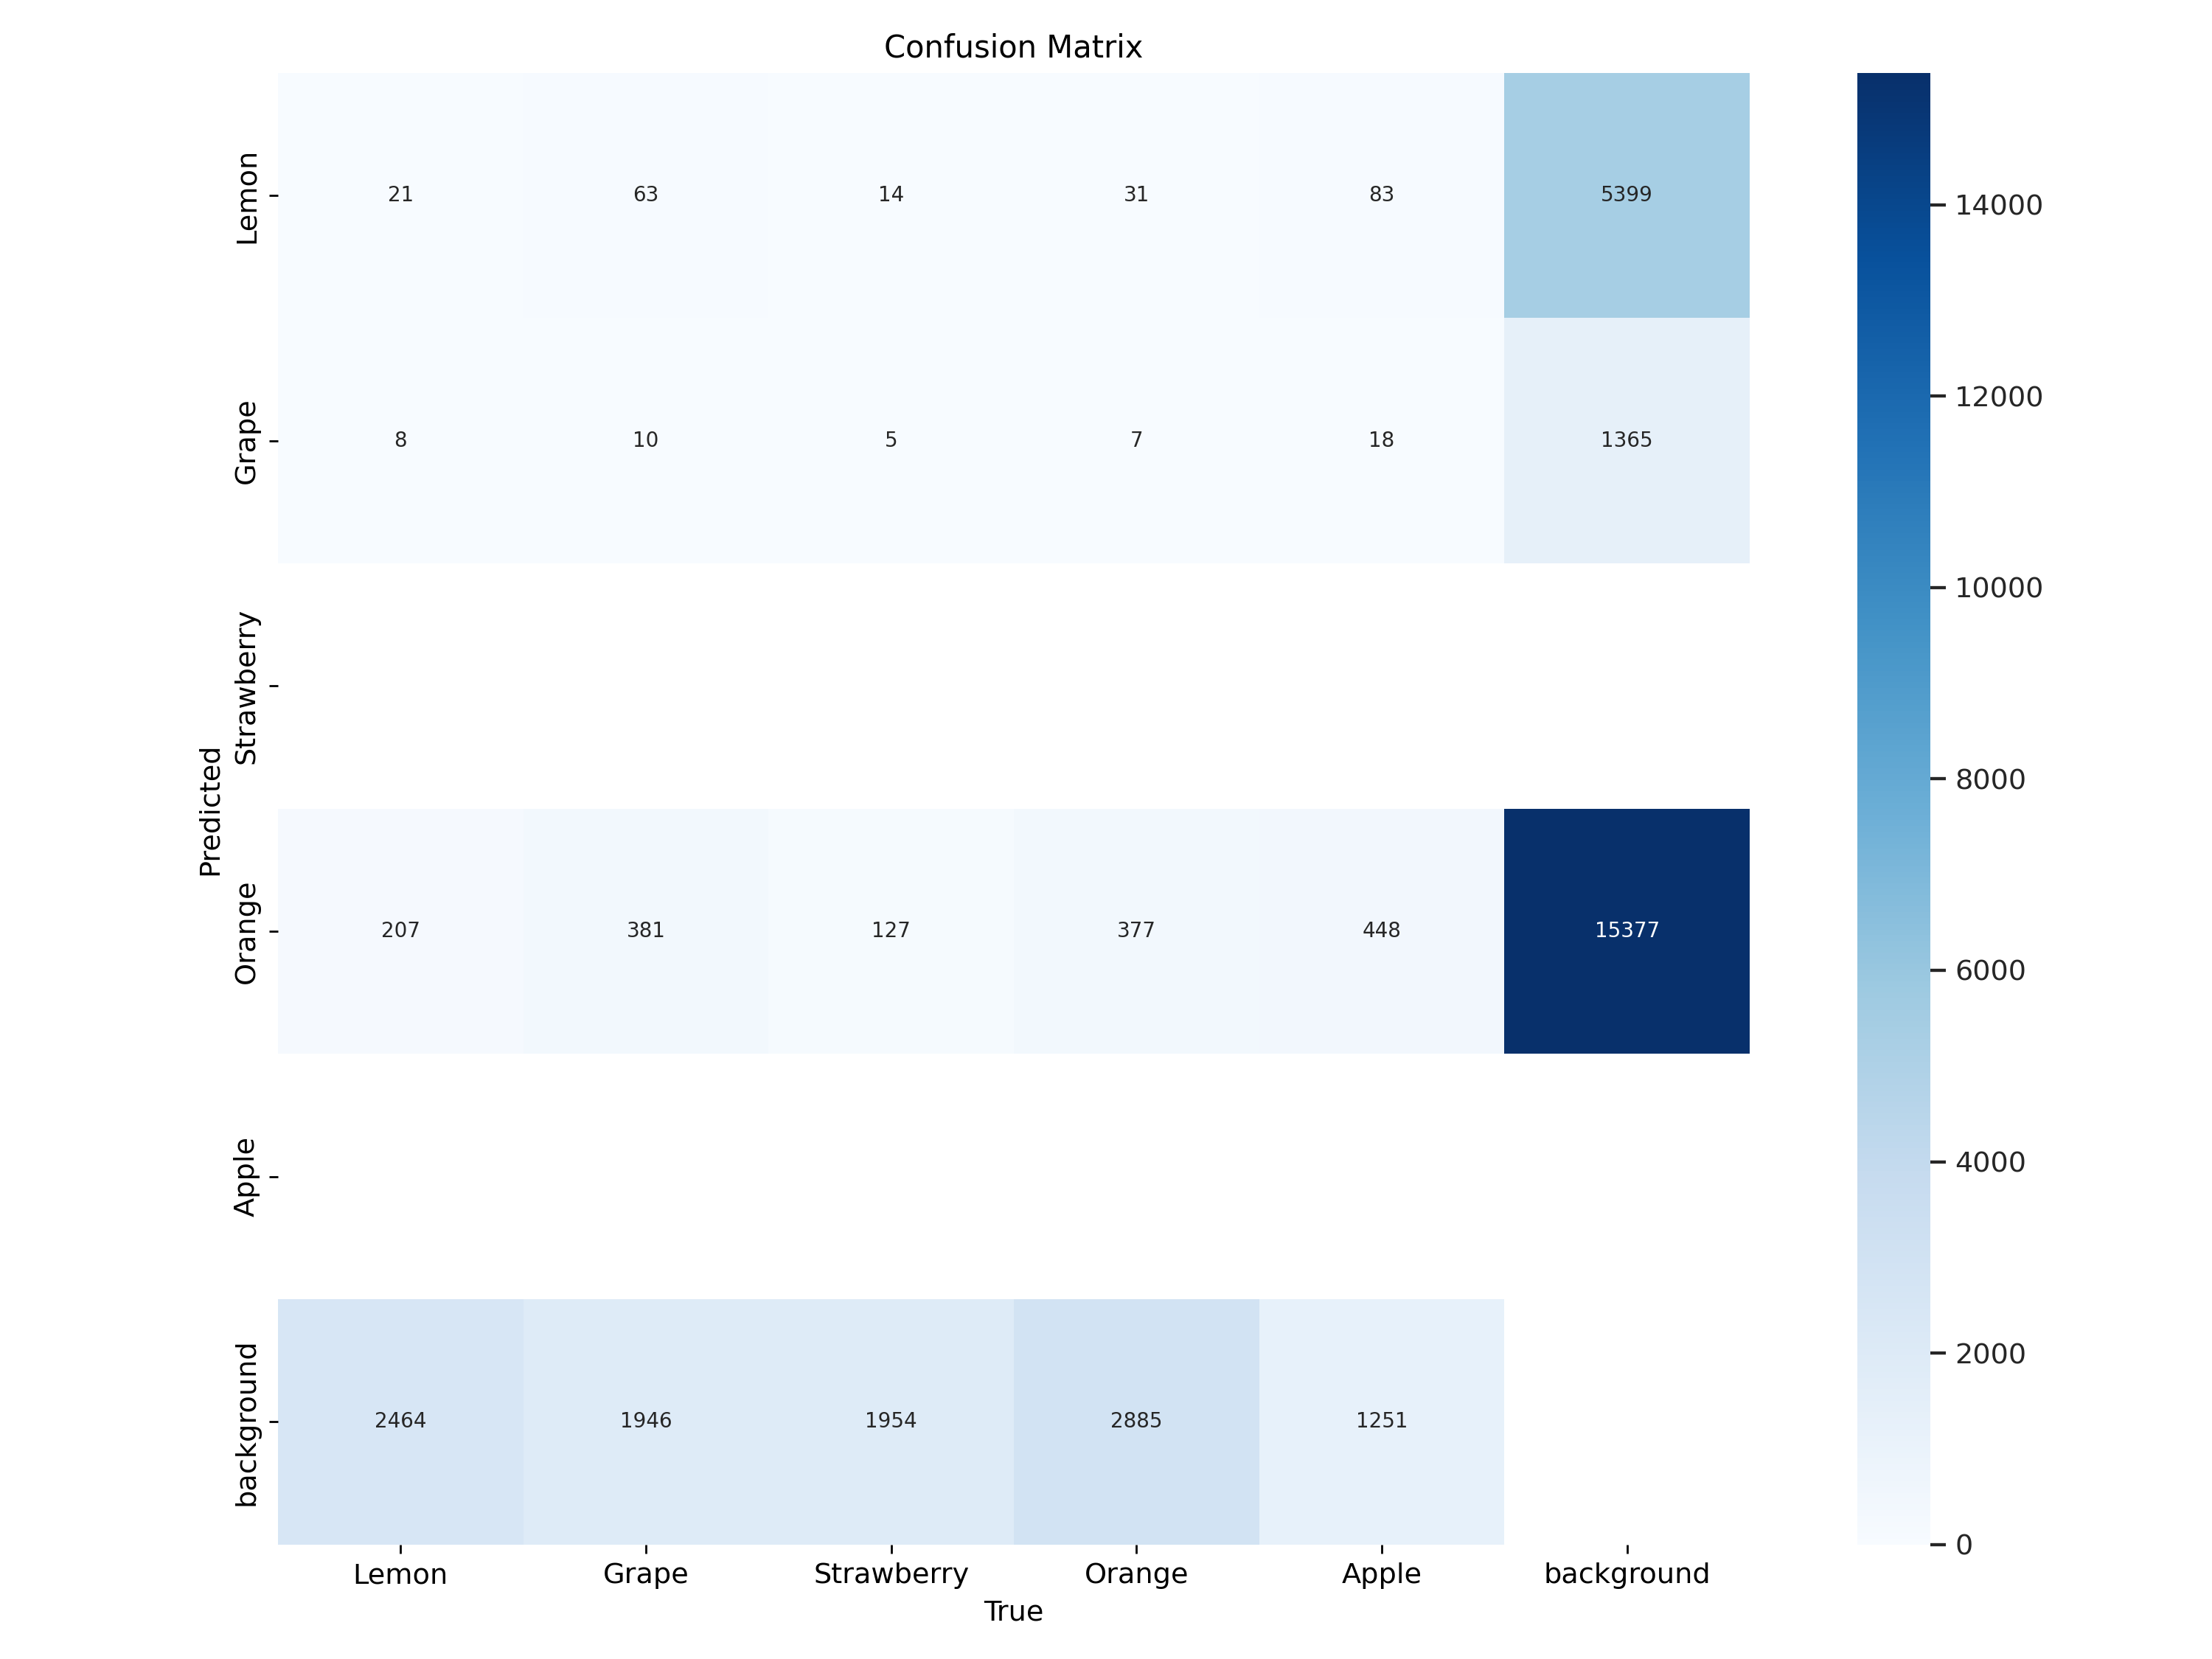 Confusion Matrix
Lemon 21 63 14 31 83 5399
Grape 8 10 5 7 18 1365
Strawberry
Orange 207 381 127 377 448 15377
Apple
background 2464 1946 1954 2885 1251
Predicted
Lemon Grape Strawberry Orange Apple background
True
14000
12000
10000
8000
6000
4000
2000
0